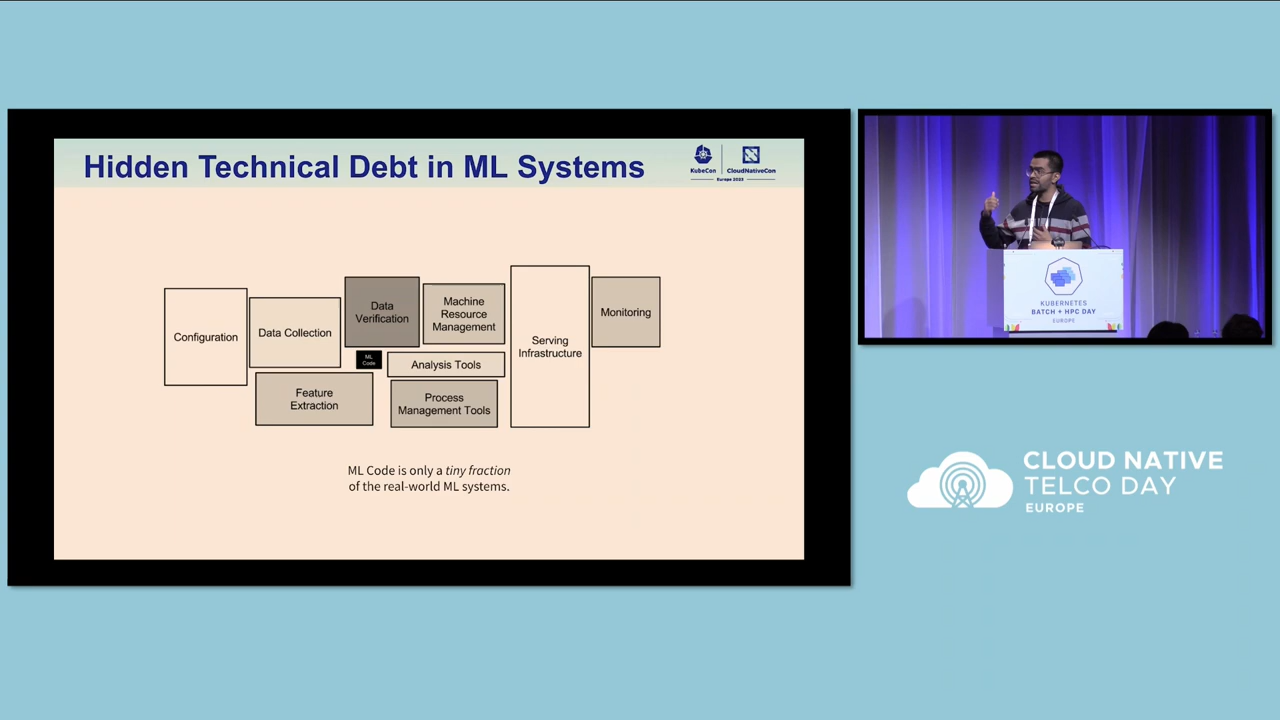 Hidden Technical Debt in ML Systems
KubeCon
CloudNativeCon
Europe 2023
Configuration
Data Collection
Data
Verification
Machine
Resource
Management
Serving
Infrastructure
Monitoring
ML
Code
Analysis Tools
Feature
Extraction
Process
Management Tools
ML Code is only a tiny fraction
of the real-world ML systems.
KUBERNETES
BATCH + HPC DAY
EUROPE
CLOUD NATIVE
TELCO DAY
EUROPE